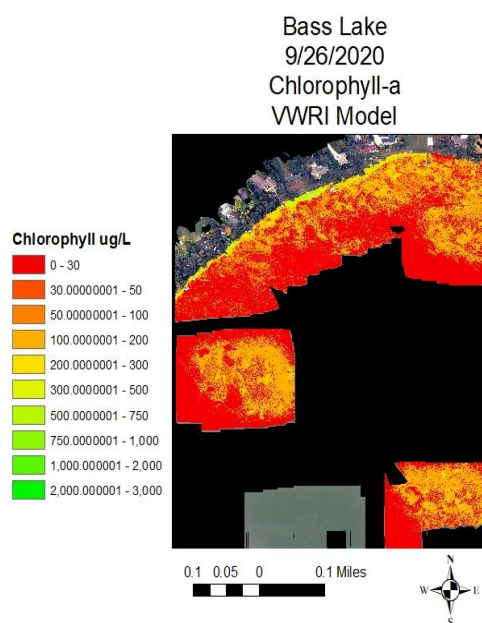 Bass Lake
9/26/2020
Chlorophyll-a
VWRI Model
Chlorophyll ug/L
0 - 30
30.00000001 - 50
50.00000001 - 100
100.0000001 - 200
200.0000001 - 300
300.0000001 - 500
500.0000001 - 750
750.0000001 - 1,000
1,000.000001 - 2,000
2,000.000001 - 3,000
0.1 0.05 0 0.1 Miles
N
W E
S